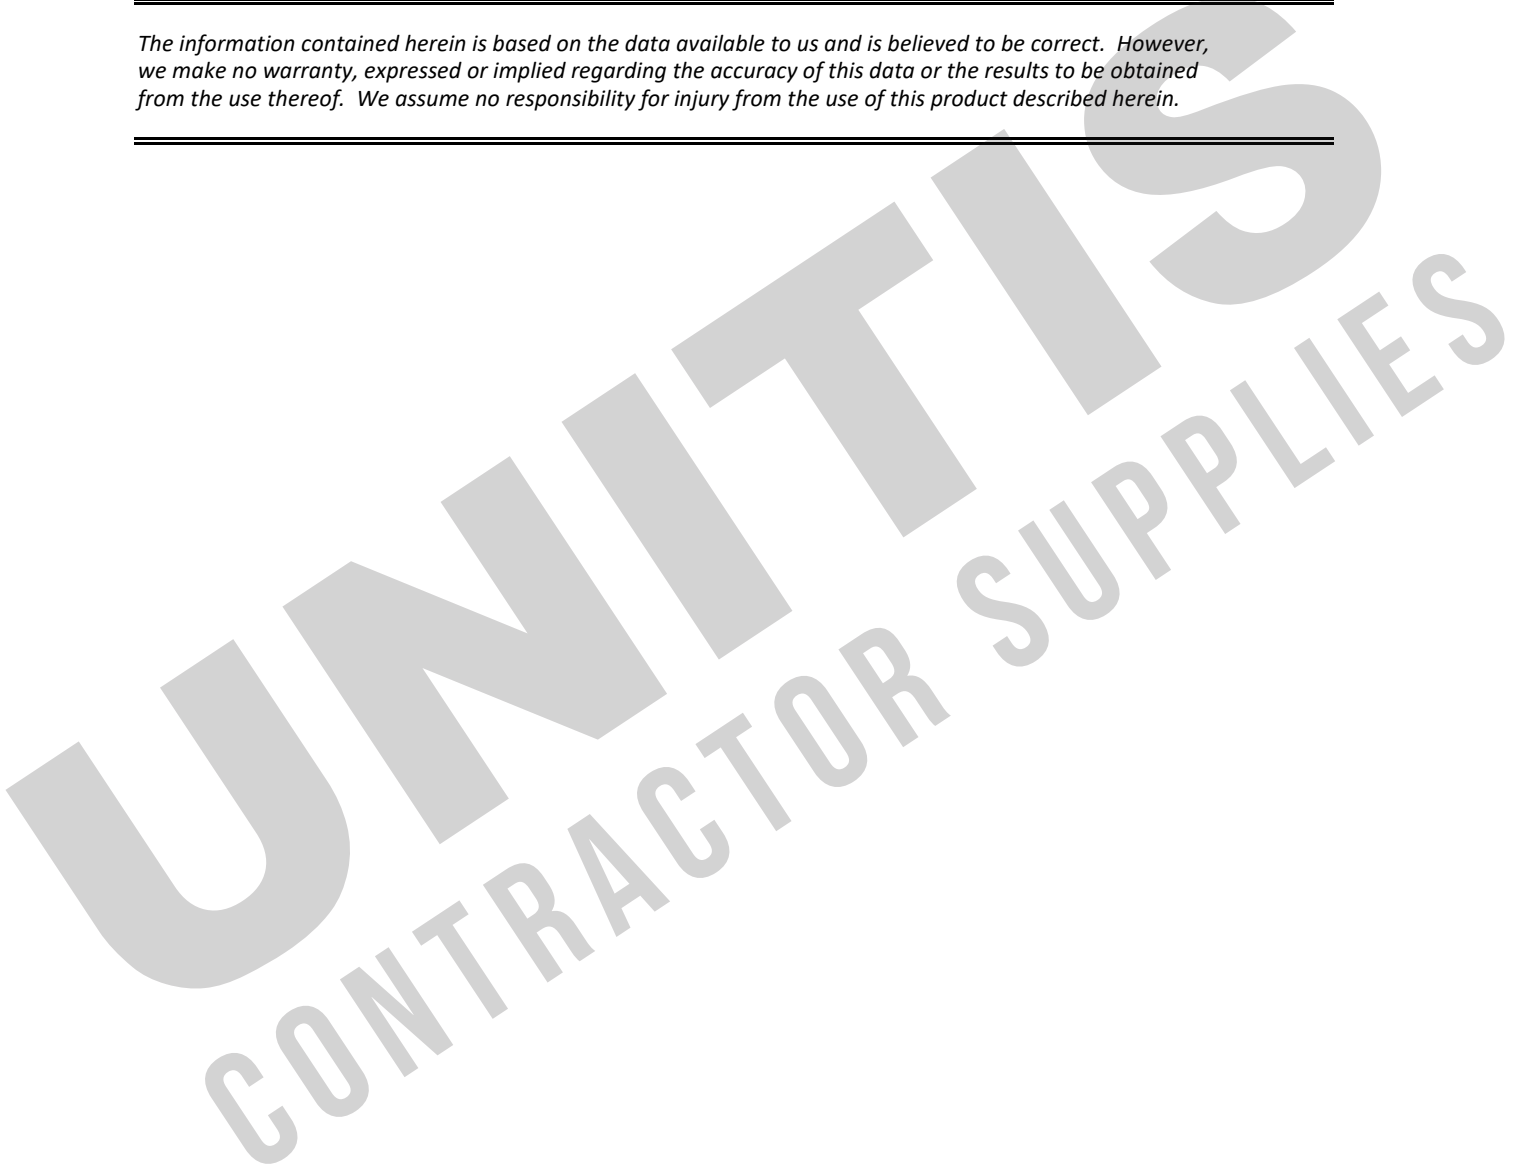 The information contained herein is based on the data available to us and is believed to be correct.  However,
we make no warranty, expressed or implied regarding the accuracy of this data or the results to be obtained
from the use thereof.  We assume no responsibility for injury from the use of this product described herein.
UNITIS
CONTRACTOR SUPPLIES